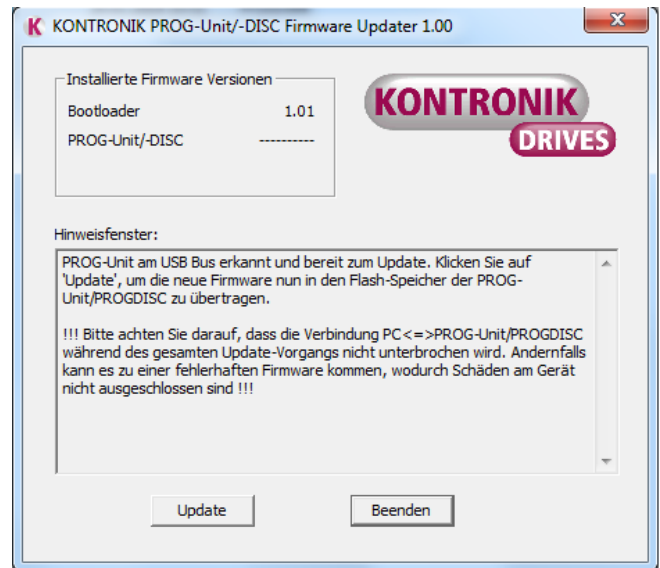 K KONTRONIK PROG-Unit/-DISC Firmware Updater 1.00
Installierte Firmware Versionen
Bootloader 1.01
PROG-Unit/-DISC ----------
KONTRONIK
DRIVES
Hinweisfenster:
PROG-Unit am USB Bus erkannt und bereit zum Update. Klicken Sie auf
'Update', um die neue Firmware nun in den Flash-Speicher der PROG-
Unit/PROGDISC zu übertragen.
!!! Bitte achten Sie darauf, dass die Verbindung PC<=>PROG-Unit/PROGDISC
während des gesamten Update-Vorgangs nicht unterbrochen wird. Andernfalls
kann es zu einer fehlerhaften Firmware kommen, wodurch Schäden am Gerät
nicht ausgeschlossen sind !!!
Update
Beenden